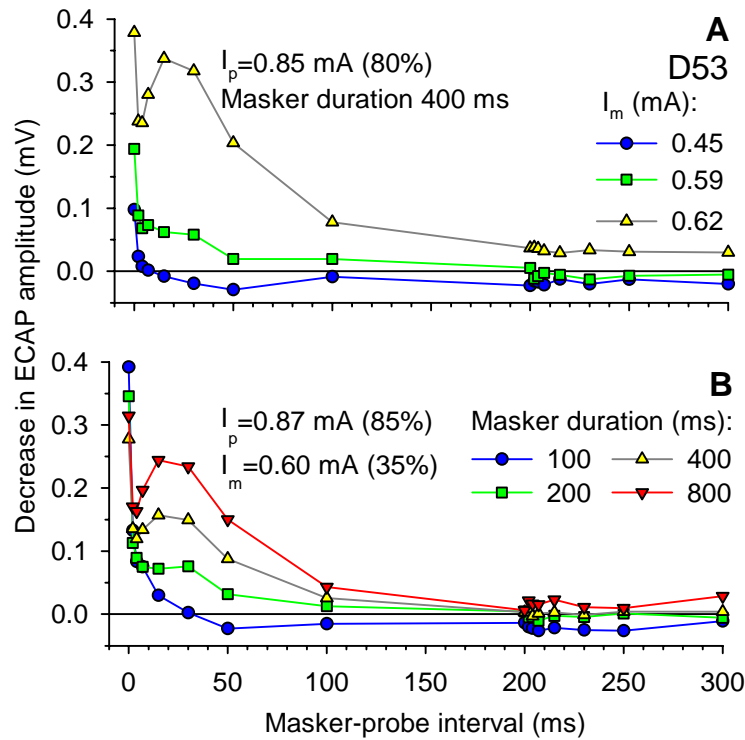 A
D53
I_p=0.85 mA (80%)
Masker duration 400 ms
I_m (mA):
0.45
0.59
0.62
0.4
0.3
0.2
0.1
0.0
Decrease in ECAP amplitude (mV)
B
I_p=0.87 mA (85%)
I_m=0.60 mA (35%)
Masker duration (ms):
100 400
200 800
0.4
0.3
0.2
0.1
0.0
0 50 100 150 200 250 300
Masker-probe interval (ms)